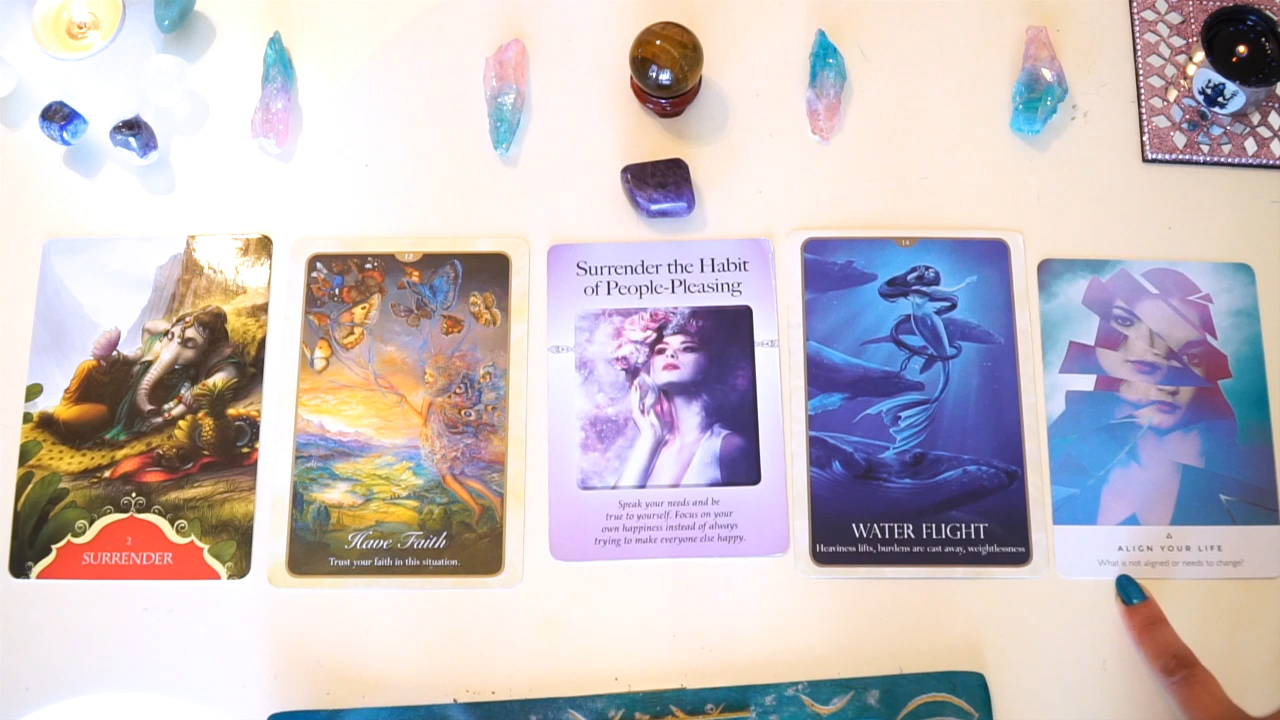 2
SURRENDER
12
Have Faith
Trust your faith in this situation.
Surrender the Habit
of People-Pleasing
Speak your needs and be
true to yourself. Focus on your
own happiness instead of always
trying to make everyone else happy.
14
WATER FLIGHT
Heaviness lifts, burdens are cast away, weightlessness
ALIGN YOUR LIFE
What is not aligned or needs to change?